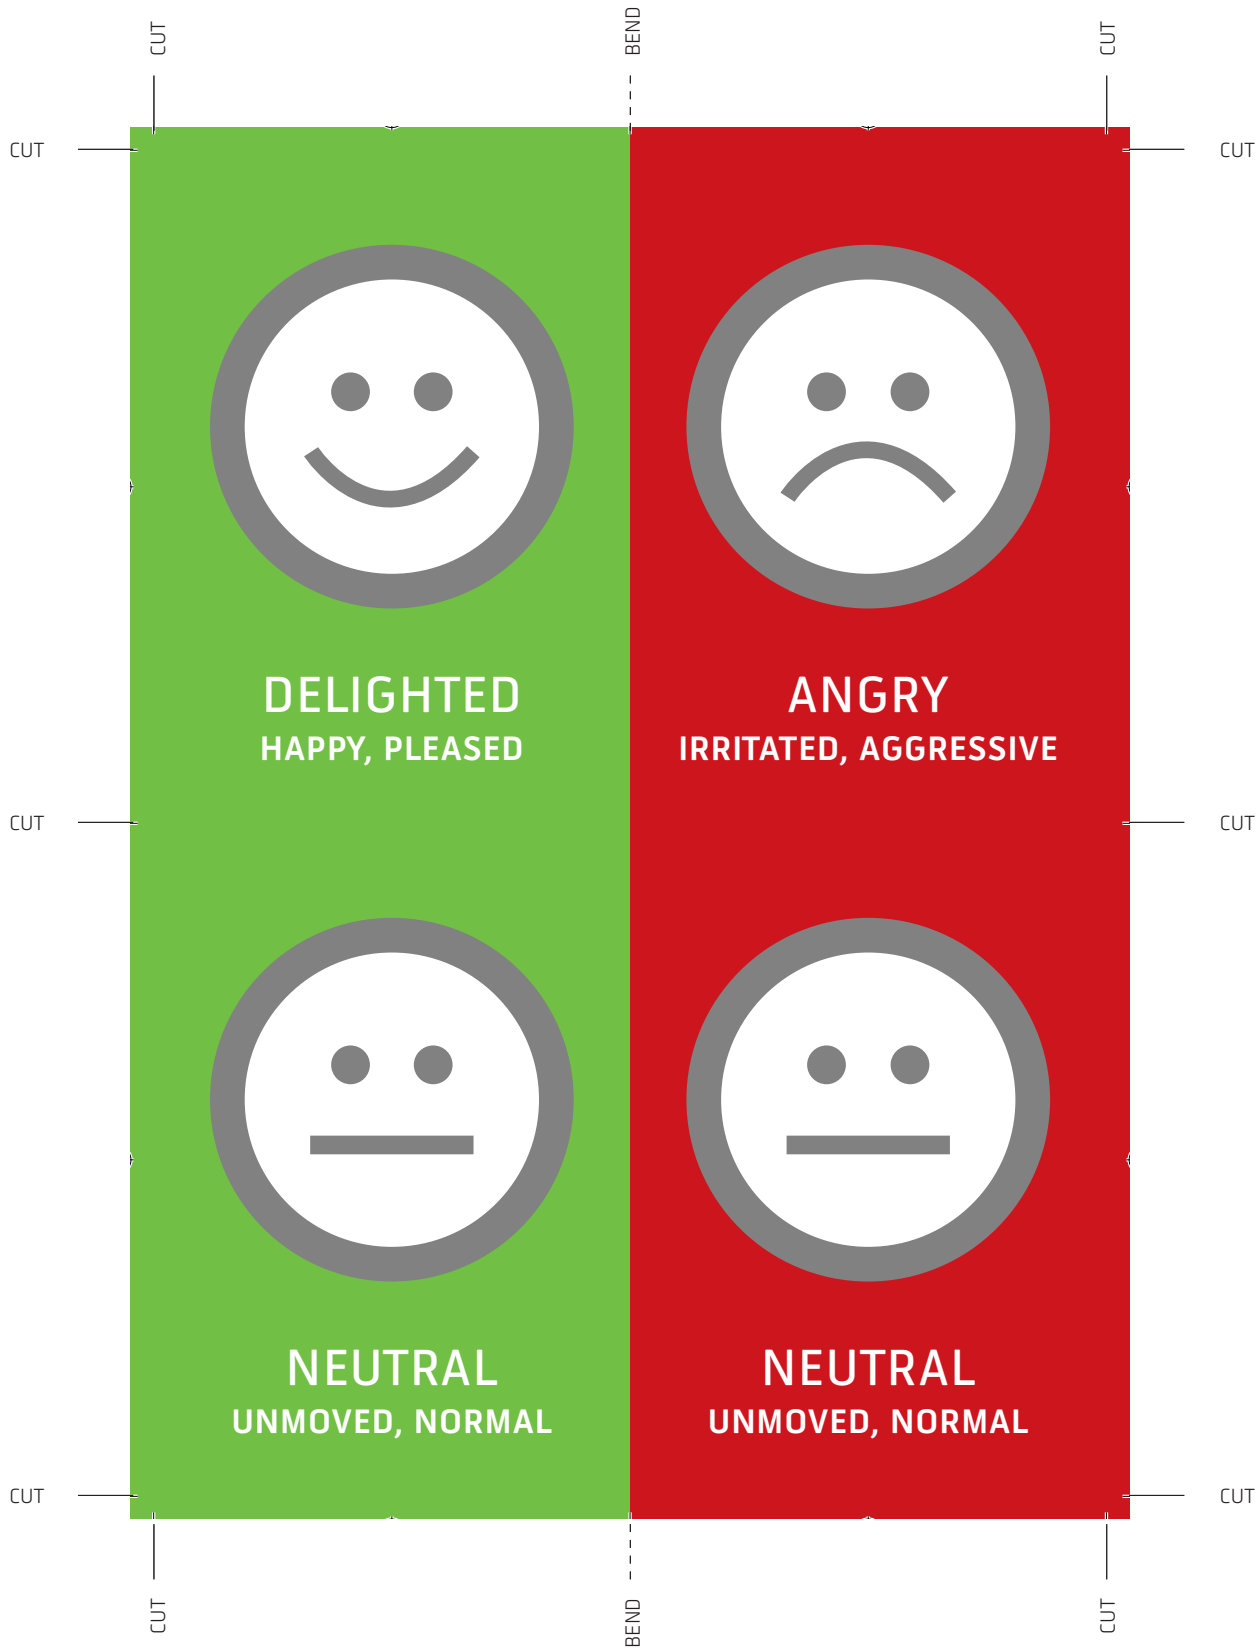 CUT
BEND
CUT
CUT
CUT
DELIGHTED
HAPPY, PLEASED
ANGRY
IRRITATED, AGGRESSIVE
CUT
CUT
NEUTRAL
UNMOVED, NORMAL
NEUTRAL
UNMOVED, NORMAL
CUT
CUT
CUT
BEND
CUT